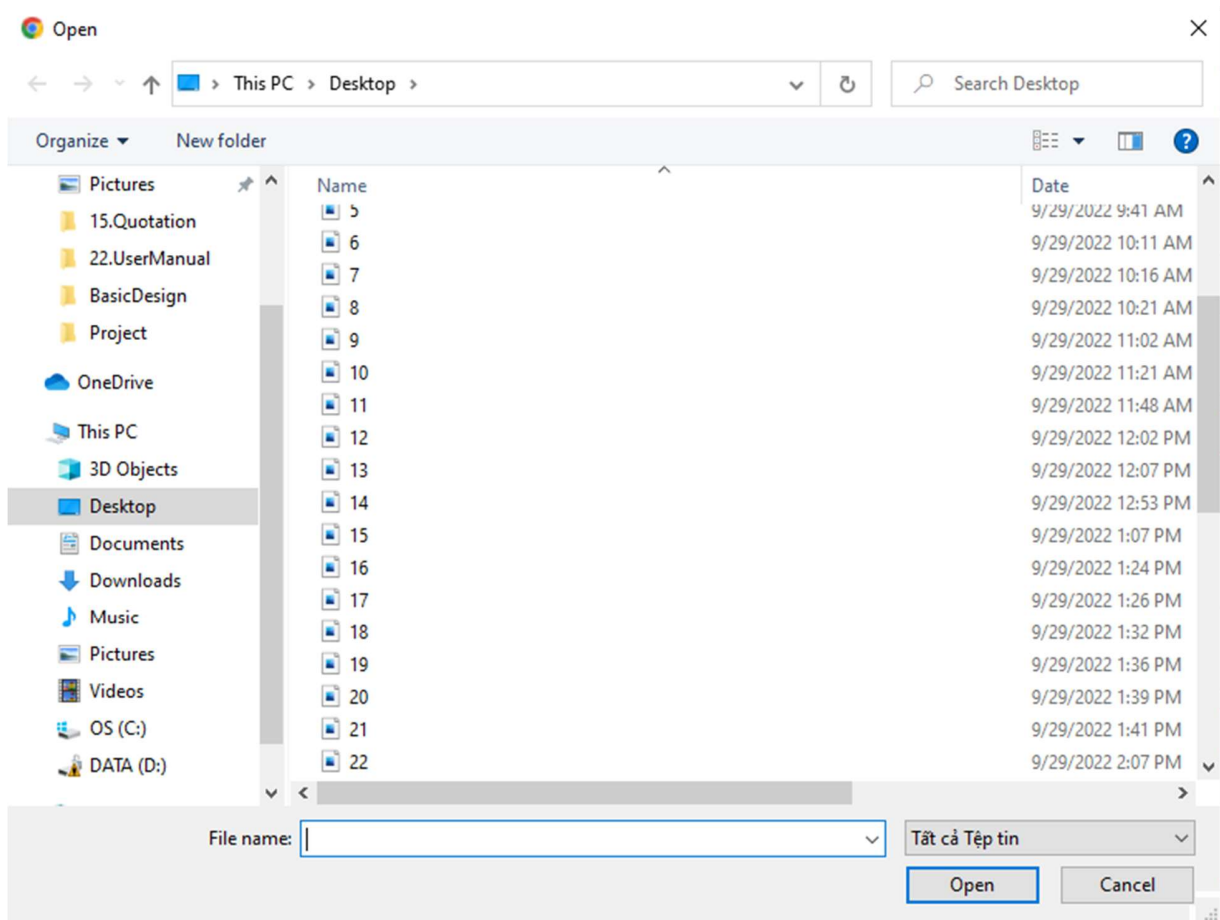 Open
This PC > Desktop >
Search Desktop
Organize
New folder
Pictures
15.Quotation
22.UserManual
BasicDesign
Project
OneDrive
This PC
3D Objects
Desktop
Documents
Downloads
Music
Pictures
Videos
OS (C:)
DATA (D:)
Name Date
5 9/29/2022 9:41 AM
6 9/29/2022 10:11 AM
7 9/29/2022 10:16 AM
8 9/29/2022 10:21 AM
9 9/29/2022 11:02 AM
10 9/29/2022 11:21 AM
11 9/29/2022 11:48 AM
12 9/29/2022 12:02 PM
13 9/29/2022 12:07 PM
14 9/29/2022 12:53 PM
15 9/29/2022 1:07 PM
16 9/29/2022 1:24 PM
17 9/29/2022 1:26 PM
18 9/29/2022 1:32 PM
19 9/29/2022 1:36 PM
20 9/29/2022 1:39 PM
21 9/29/2022 1:41 PM
22 9/29/2022 2:07 PM
File name:
Tất cả Tệp tin
Open
Cancel